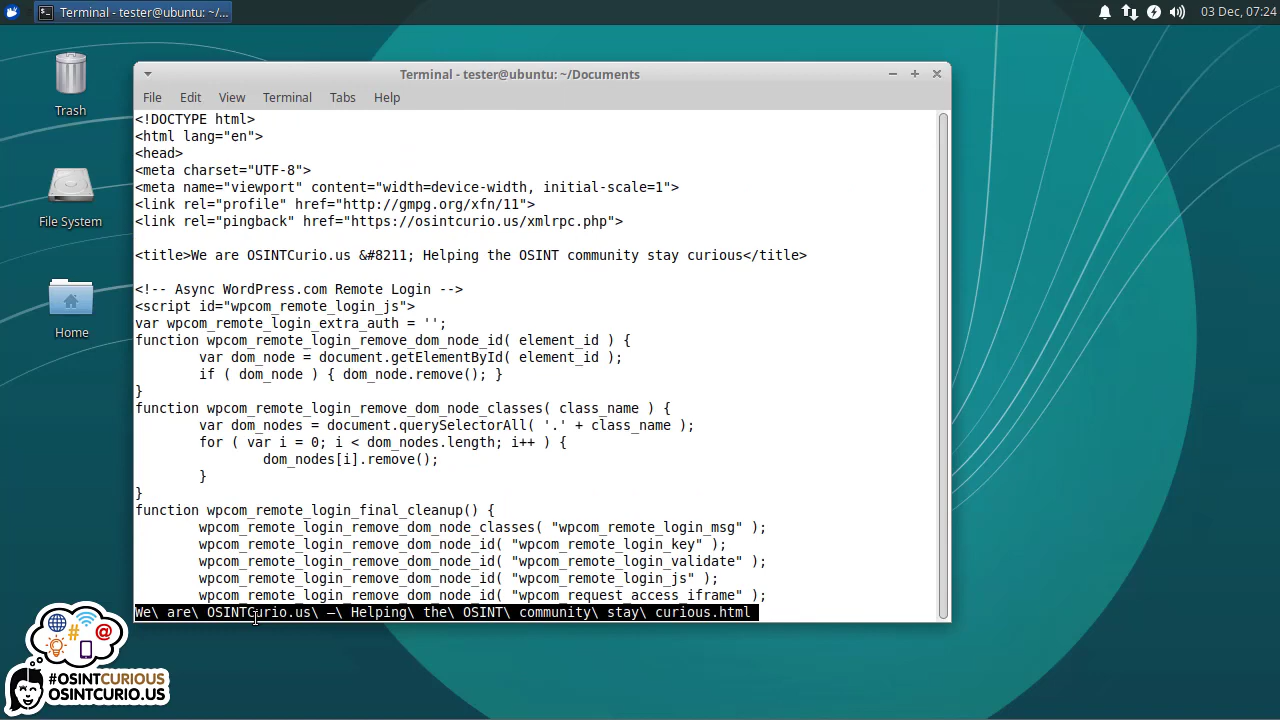 Terminal - tester@ubuntu: ~/...
03 Dec, 07:24
Trash
File System
Home
Terminal - tester@ubuntu: ~/Documents
File Edit View Terminal Tabs Help
<!DOCTYPE html>
<html lang="en">
<head>
<meta charset="UTF-8">
<meta name="viewport" content="width=device-width, initial-scale=1">
<link rel="profile" href="http://gmpg.org/xfn/11">
<link rel="pingback" href="https://osintcurio.us/xmlrpc.php">
<title>We are OSINTCurio.us &#8211; Helping the OSINT community stay curious</title>
<!-- Async WordPress.com Remote Login -->
<script id="wpcom_remote_login_js">
var wpcom_remote_login_extra_auth = '';
function wpcom_remote_login_remove_dom_node_id( element_id ) {
        var dom_node = document.getElementById( element_id );
        if ( dom_node ) { dom_node.remove(); }
}
function wpcom_remote_login_remove_dom_node_classes( class_name ) {
        var dom_nodes = document.querySelectorAll( '.' + class_name );
        for ( var i = 0; i < dom_nodes.length; i++ ) {
                dom_nodes[i].remove();
        }
}
function wpcom_remote_login_final_cleanup() {
        wpcom_remote_login_remove_dom_node_classes( "wpcom_remote_login_msg" );
        wpcom_remote_login_remove_dom_node_id( "wpcom_remote_login_key" );
        wpcom_remote_login_remove_dom_node_id( "wpcom_remote_login_validate" );
        wpcom_remote_login_remove_dom_node_id( "wpcom_remote_login_js" );
        wpcom_remote_login_remove_dom_node_id( "wpcom_request_access_iframe" );
We\ are\ OSINTCurio.us\ –\ Helping\ the\ OSINT\ community\ stay\ curious.html
#OSINTCURIOUS
OSINTCURIO.US